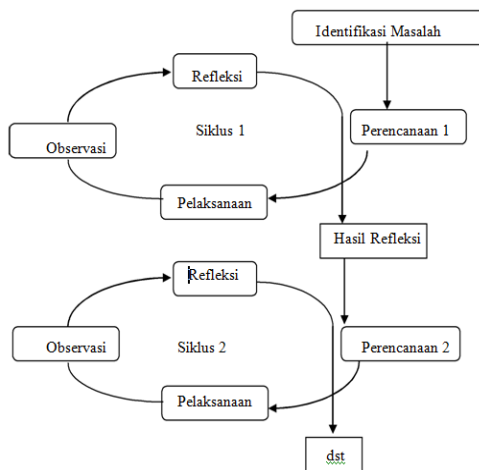 Identifikasi Masalah
Refleksi
Siklus 1
Perencanaan 1
Observasi
Pelaksanaan
Hasil Refleksi
Refleksi
Observasi
Siklus 2
Perencanaan 2
Pelaksanaan
dst